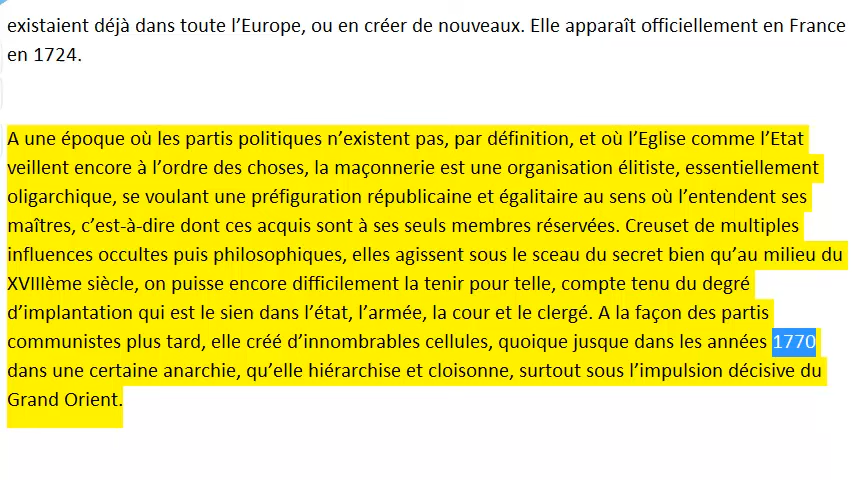 existaient déjà dans toute l’Europe, ou en créer de nouveaux. Elle apparaît officiellement en France
en 1724.
A une époque où les partis politiques n’existent pas, par définition, et où l’Eglise comme l’Etat
veillent encore à l’ordre des choses, la maçonnerie est une organisation élitiste, essentiellement
oligarchique, se voulant une préfiguration républicaine et égalitaire au sens où l’entendent ses
maîtres, c’est-à-dire dont ces acquis sont à ses seuls membres réservées. Creuset de multiples
influences occultes puis philosophiques, elles agissent sous le sceau du secret bien qu’au milieu du
XVIIIème siècle, on puisse encore difficilement la tenir pour telle, compte tenu du degré
d’implantation qui est le sien dans l’état, l’armée, la cour et le clergé. A la façon des partis
communistes plus tard, elle créé d’innombrables cellules, quoique jusque dans les années 1770
dans une certaine anarchie, qu’elle hiérarchise et cloisonne, surtout sous l’impulsion décisive du
Grand Orient.